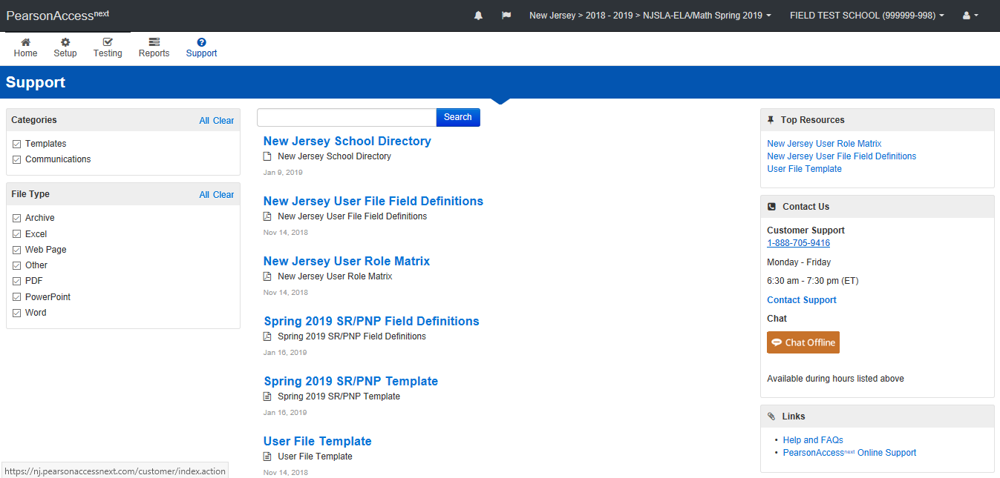 PearsonAccessnext
New Jersey > 2018 - 2019 > NJSLA-ELA/Math Spring 2019
FIELD TEST SCHOOL (999999-998)
Home
Setup
Testing
Reports
Support
Support
Categories
All Clear
Templates
Communications
File Type
All Clear
Archive
Excel
Web Page
Other
PDF
PowerPoint
Word
Search
New Jersey School Directory
New Jersey School Directory
Jan 9, 2019
New Jersey User File Field Definitions
New Jersey User File Field Definitions
Nov 14, 2018
New Jersey User Role Matrix
New Jersey User Role Matrix
Nov 14, 2018
Spring 2019 SR/PNP Field Definitions
Spring 2019 SR/PNP Field Definitions
Jan 16, 2019
Spring 2019 SR/PNP Template
Spring 2019 SR/PNP Template
Jan 16, 2019
User File Template
User File Template
Nov 14, 2018
Top Resources
New Jersey User Role Matrix
New Jersey User File Field Definitions
User File Template
Contact Us
Customer Support
1-888-705-9416
Monday - Friday
6:30 am - 7:30 pm (ET)
Contact Support
Chat
Chat Offline
Available during hours listed above
Links
• Help and FAQs
• PearsonAccessnext Online Support
https://nj.pearsonaccessnext.com/customer/index.action